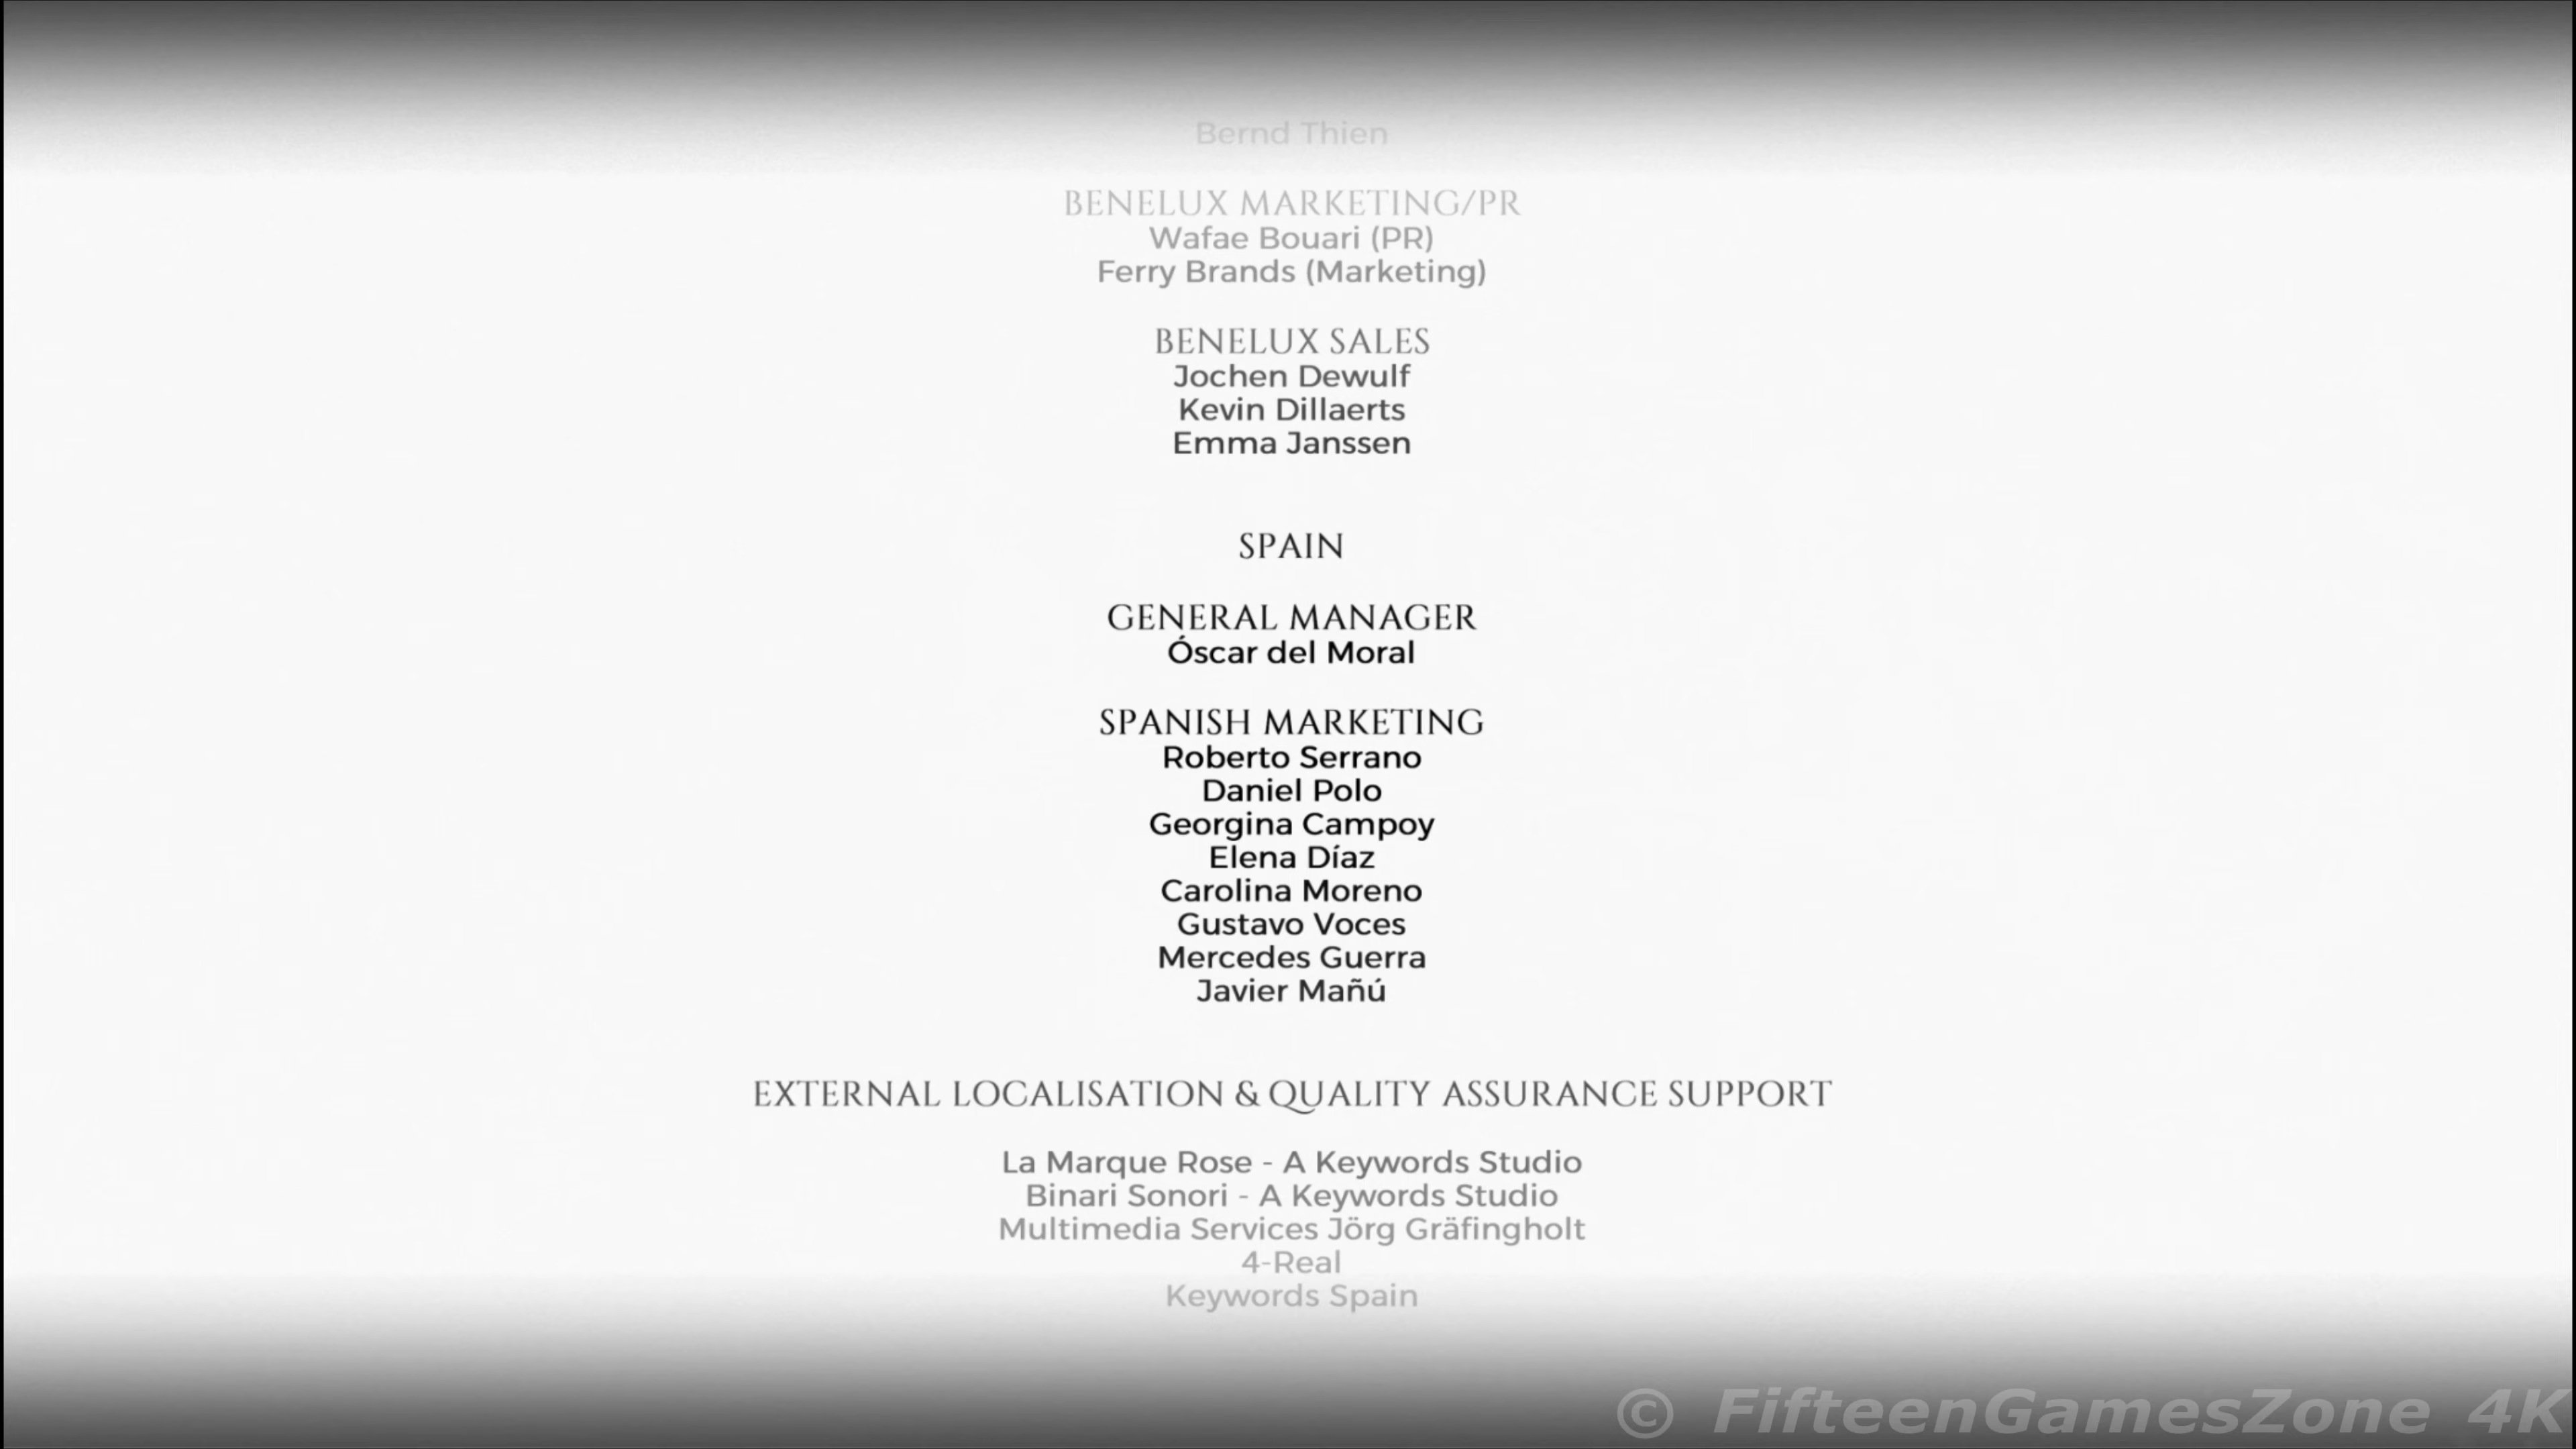 Bernd Thien
BENELUX MARKETING/PR
Wafae Bouari (PR)
Ferry Brands (Marketing)
BENELUX SALES
Jochen Dewulf
Kevin Dillaerts
Emma Janssen
SPAIN
GENERAL MANAGER
Óscar del Moral
SPANISH MARKETING
Roberto Serrano
Daniel Polo
Georgina Campoy
Elena Díaz
Carolina Moreno
Gustavo Voces
Mercedes Guerra
Javier Mañú
EXTERNAL LOCALISATION & QUALITY ASSURANCE SUPPORT
La Marque Rose - A Keywords Studio
Binari Sonori - A Keywords Studio
Multimedia Services Jörg Gräfingholt
4-Real
Keywords Spain
© FifteenGamesZone 4K